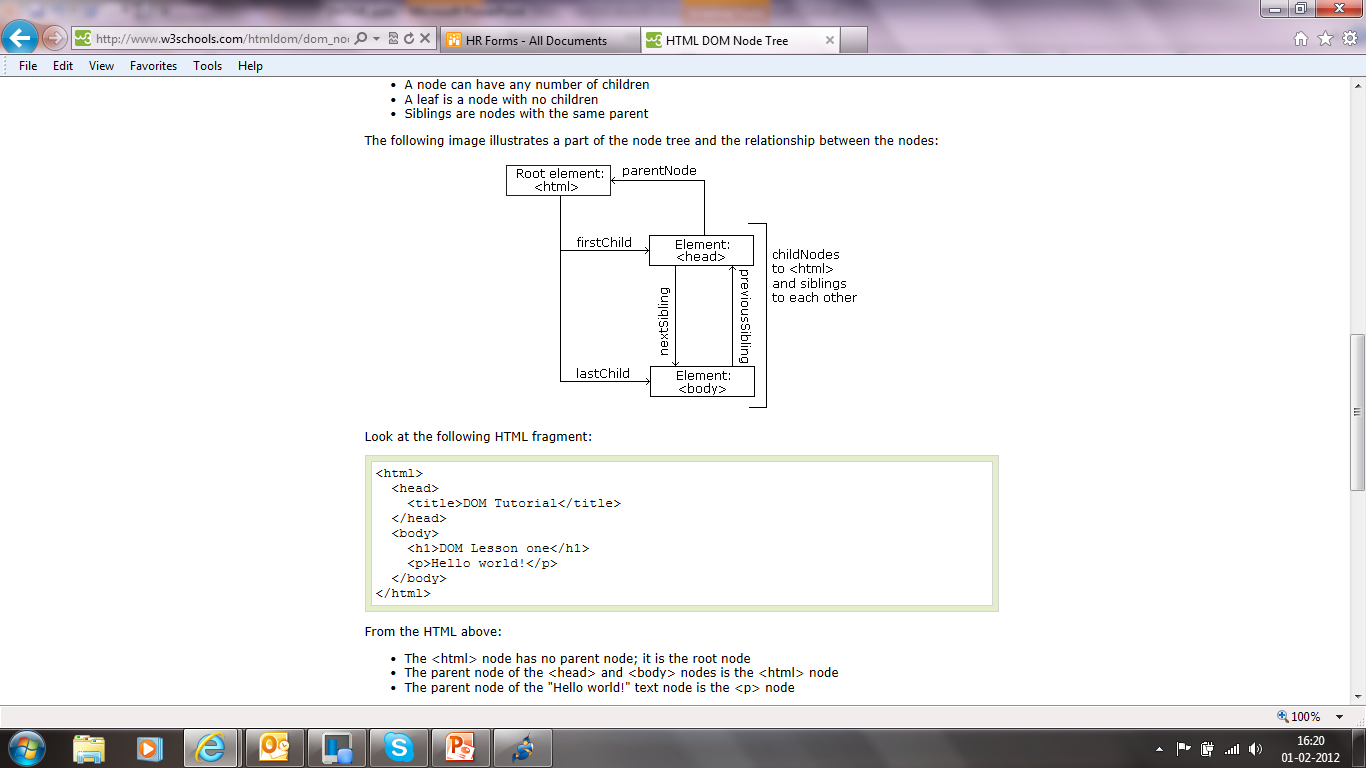 http://www.w3schools.com/htmldom/dom_no
HR Forms - All Documents
HTML DOM Node Tree
File Edit View Favorites Tools Help
• A node can have any number of children
• A leaf is a node with no children
• Siblings are nodes with the same parent
The following image illustrates a part of the node tree and the relationship between the nodes:
Root element:
<html>
parentNode
firstChild
Element:
<head>
childNodes
to <html>
and siblings
to each other
nextSibling
previousSibling
lastChild
Element:
<body>
Look at the following HTML fragment:
<html>
<head>
<title>DOM Tutorial</title>
</head>
<body>
<h1>DOM Lesson one</h1>
<p>Hello world!</p>
</body>
</html>
From the HTML above:
• The <html> node has no parent node; it is the root node
• The parent node of the <head> and <body> nodes is the <html> node
• The parent node of the "Hello world!" text node is the <p> node
100%
16:20
01-02-2012